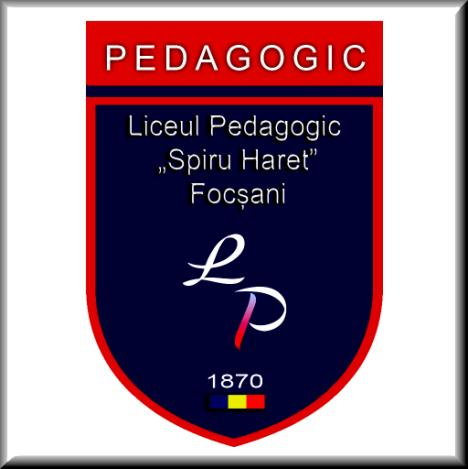 PEDAGOGIC
Liceul Pedagogic
„Spiru Haret”
Focșani
LP
1870